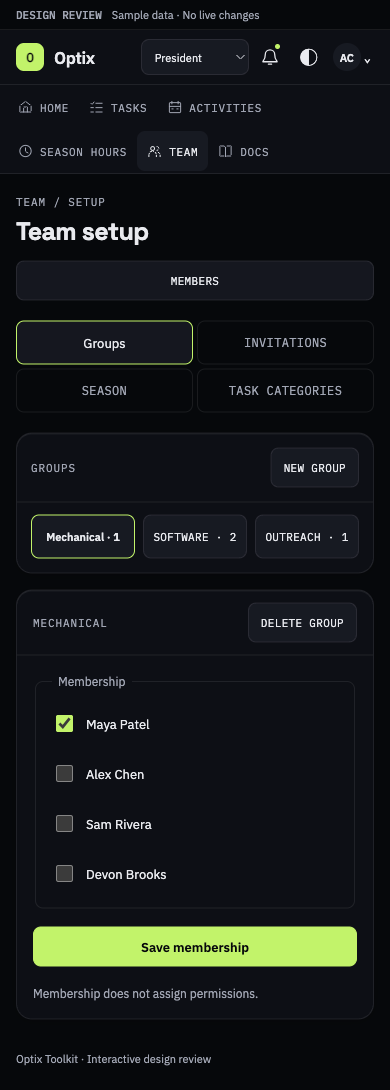 DESIGN REVIEW Sample data · No live changes
O Optix President AC
HOME TASKS ACTIVITIES
SEASON HOURS TEAM DOCS
TEAM / SETUP
Team setup
MEMBERS
Groups INVITATIONS
SEASON TASK CATEGORIES
GROUPS NEW GROUP
Mechanical · 1 SOFTWARE · 2 OUTREACH · 1
MECHANICAL DELETE GROUP
Membership
Maya Patel
Alex Chen
Sam Rivera
Devon Brooks
Save membership
Membership does not assign permissions.
Optix Toolkit · Interactive design review